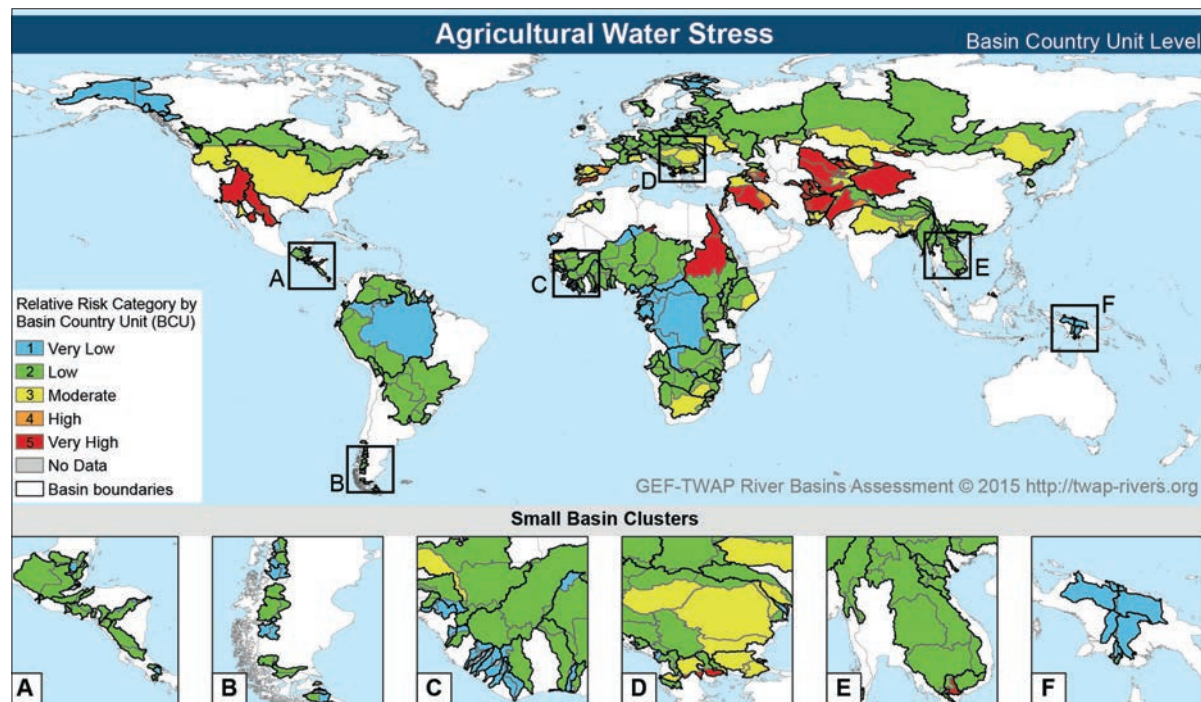 Agricultural Water Stress
Basin Country Unit Level
A
B
C
D
E
F
Relative Risk Category by
Basin Country Unit (BCU)
1 Very Low
2 Low
3 Moderate
4 High
5 Very High
No Data
Basin boundaries
GEF-TWAP River Basins Assessment © 2015 http://twap-rivers.org
Small Basin Clusters
A
B
C
D
E
F